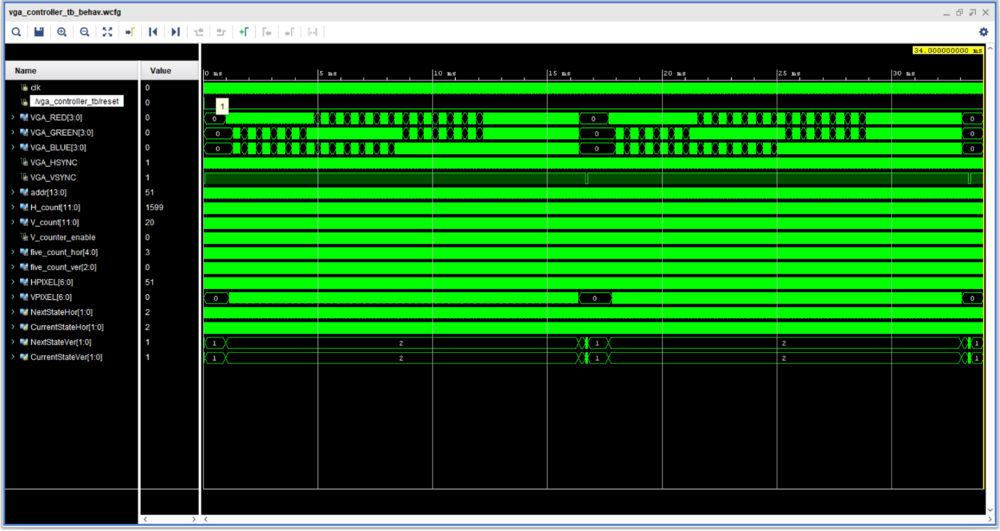 vga_controller_tb_behav.wcfg
34.000000000 ms
Name Value
0 ms 5 ms 10 ms 15 ms 20 ms 25 ms 30 ms
clk 0
/vga_controller_tb/reset 0 1
VGA_RED[3:0] 0 0 0 0
VGA_GREEN[3:0] 0 0 0 0
VGA_BLUE[3:0] 0 0 0 0
VGA_HSYNC 1
VGA_VSYNC 1
addr[13:0] 51
H_count[11:0] 1599
V_count[11:0] 20
V_counter_enable 0
five_count_hor[4:0] 3
five_count_ver[2:0] 0
HPIXEL[6:0] 51
VPIXEL[6:0] 0 0 0 0
NextStateHor[1:0] 2
CurrentStateHor[1:0] 2
NextStateVer[1:0] 1 1 2 1 2 1
CurrentStateVer[1:0] 1 1 2 1 2 1